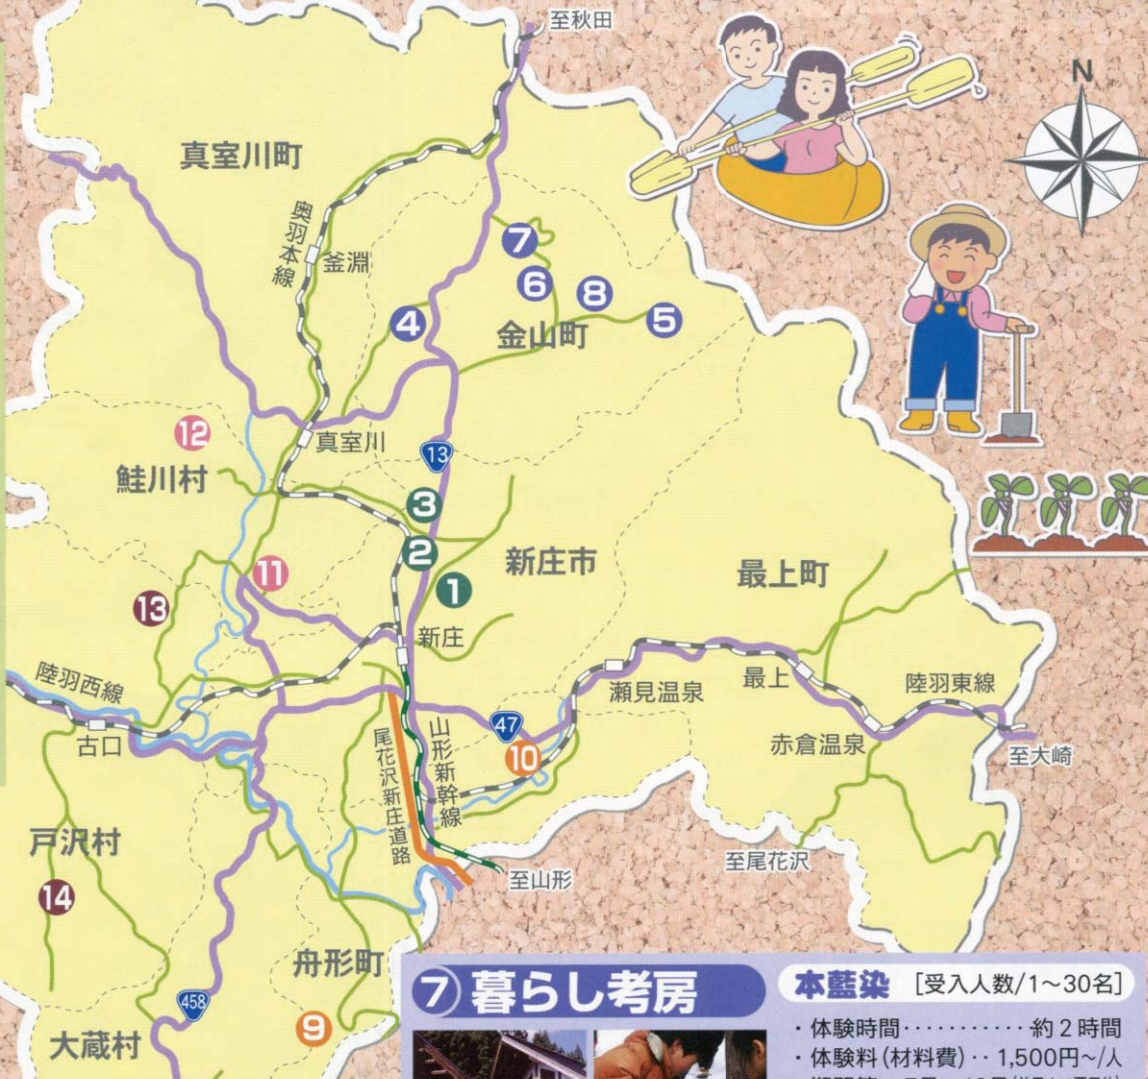 至秋田
N
真室川町
奥羽本線
釜淵
7
6
8
5
4
金山町
12
真室川
13
鮭川村
3
2
新庄市
最上町
11
1
13
新庄
陸羽西線
瀬見温泉
最上
陸羽東線
古口
47
10
赤倉温泉
至大崎
尾花沢新庄道路
山形新幹線
戸沢村
至尾花沢
至山形
14
舟形町
458
9
大蔵村
7 暮らし考房
本藍染 [受入人数/1～30名]
・体験時間・・・・・・・・・・・約2時間
・体験料(材料費)・・1,500円～/人